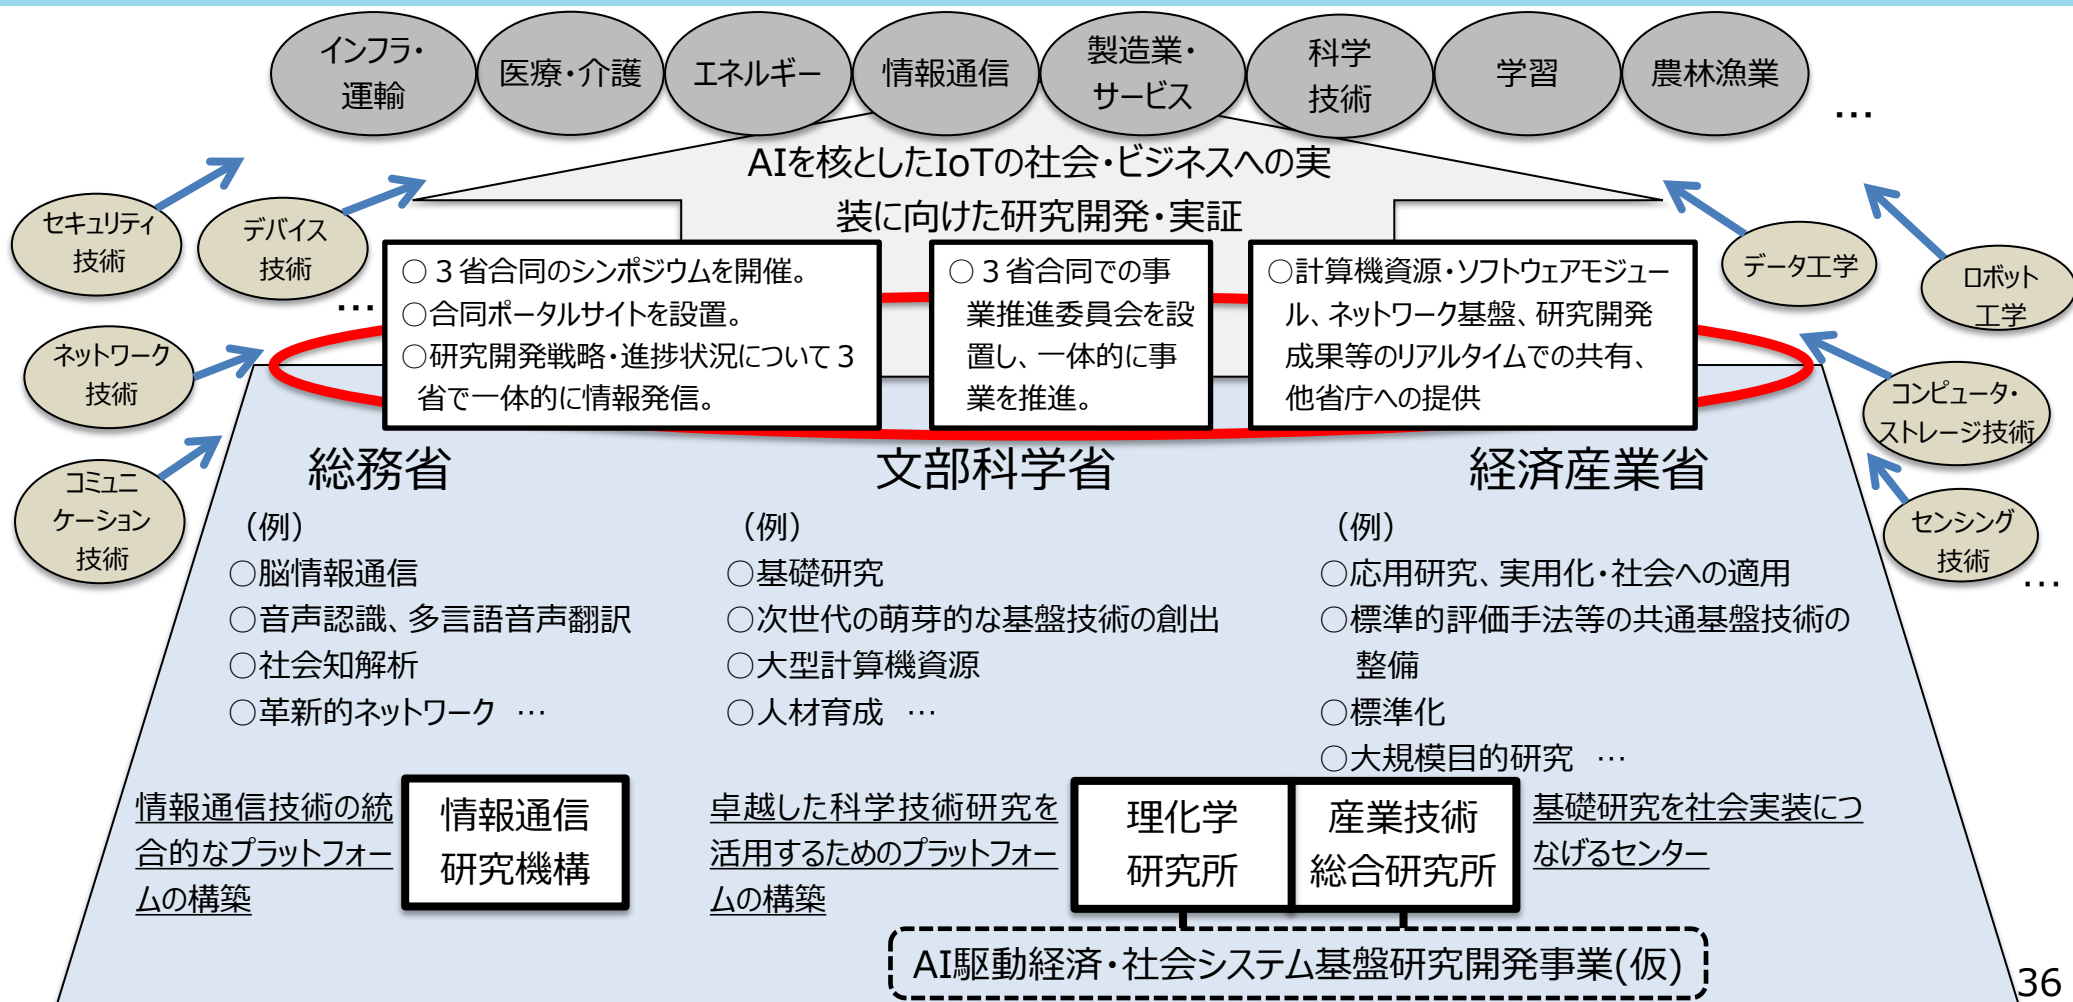 インフラ・
運輸
医療・介護
エネルギー
情報通信
製造業・
サービス
科学
技術
学習
農林漁業
…
AIを核としたIoTの社会・ビジネスへの実
装に向けた研究開発・実証
セキュリティ
技術
デバイス
技術
…
ネットワーク
技術
コミュニ
ケーション
技術
データ工学
ロボット
工学
コンピュータ・
ストレージ技術
センシング
技術
…
○３省合同のシンポジウムを開催。
○合同ポータルサイトを設置。
○研究開発戦略・進捗状況について３
省で一体的に情報発信。
○３省合同での事
業推進委員会を設
置し、一体的に事
業を推進。
○計算機資源・ソフトウェアモジュー
ル、ネットワーク基盤、研究開発
成果等のリアルタイムでの共有、
他省庁への提供
総務省
（例）
○脳情報通信
○音声認識、多言語音声翻訳
○社会知解析
○革新的ネットワーク …
情報通信技術の統
合的なプラットフォー
ムの構築
情報通信
研究機構
文部科学省
（例）
○基礎研究
○次世代の萌芽的な基盤技術の創出
○大型計算機資源
○人材育成 …
卓越した科学技術研究を
活用するためのプラットフォー
ムの構築
理化学
研究所
経済産業省
（例）
○応用研究、実用化・社会への適用
○標準的評価手法等の共通基盤技術の
整備
○標準化
○大規模目的研究 …
産業技術
総合研究所
基礎研究を社会実装につ
なげるセンター
AI駆動経済・社会システム基盤研究開発事業(仮)
36